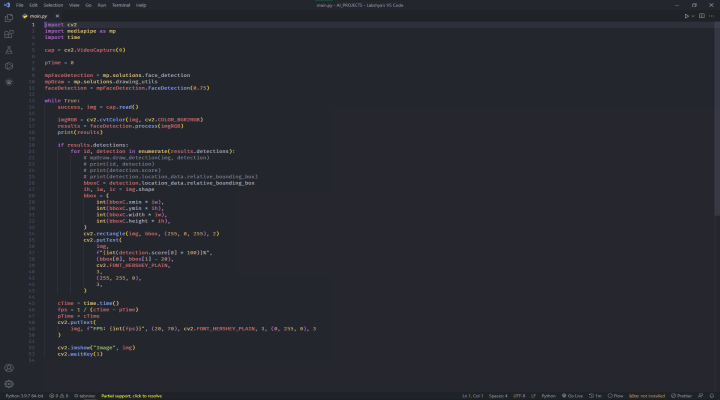 File Edit Selection View Go Run Terminal Help
main.py - AI_PROJECTS - Lakshya's VS Code
main.py
1 import cv2
import mediapipe as mp
import time
cap = cv2.VideoCapture(0)
pTime = 0
mpFaceDetection = mp.solutions.face_detection
mpDraw = mp.solutions.drawing_utils
faceDetection = mpFaceDetection.FaceDetection(0.75)
while True:
success, img = cap.read()
imgRGB = cv2.cvtColor(img, cv2.COLOR_BGR2RGB)
results = faceDetection.process(imgRGB)
print(results)
if results.detections:
for id, detection in enumerate(results.detections):
# mpDraw.draw_detection(img, detection)
# print(id, detection)
# print(detection.score)
# print(detection.location_data.relative_bounding_box)
bboxC = detection.location_data.relative_bounding_box
ih, iw, ic = img.shape
bbox = (
int(bboxC.xmin * iw),
int(bboxC.ymin * ih),
int(bboxC.width * iw),
int(bboxC.height * ih),
)
cv2.rectangle(img, bbox, (255, 0, 255), 2)
cv2.putText(
img,
f"{int(detection.score[0] * 100)}%",
(bbox[0], bbox[1] - 20),
cv2.FONT_HERSHEY_PLAIN,
3,
(255, 255, 0),
3,
)
cTime = time.time()
fps = 1 / (cTime - pTime)
pTime = cTime
cv2.putText(
img, f"FPS: {int(fps)}", (20, 70), cv2.FONT_HERSHEY_PLAIN, 3, (0, 255, 0), 3
)
cv2.imshow("Image", img)
cv2.waitKey(1)
Python 3.9.7 64-bit 0 0 tabnine Partial support, click to resolve Ln 1, Col 1 Spaces: 4 UTF-8 LF Python Go Live 1m Flow Prettier